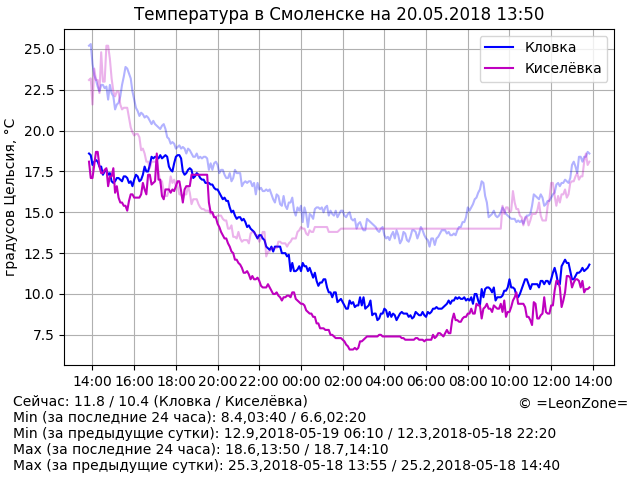 Температура в Смоленске на 20.05.2018 13:50
Кловка
Киселёвка
градусов Цельсия, °C
25.0
22.5
20.0
17.5
15.0
12.5
10.0
7.5
14:00 16:00 18:00 20:00 22:00 00:00 02:00 04:00 06:00 08:00 10:00 12:00 14:00
© =LeonZone=
Сейчас: 11.8 / 10.4 (Кловка / Киселёвка)
Min (за последние 24 часа): 8.4,03:40 / 6.6,02:20
Min (за предыдущие сутки): 12.9,2018-05-19 06:10 / 12.3,2018-05-18 22:20
Max (за последние 24 часа): 18.6,13:50 / 18.7,14:10
Max (за предыдущие сутки): 25.3,2018-05-18 13:55 / 25.2,2018-05-18 14:40